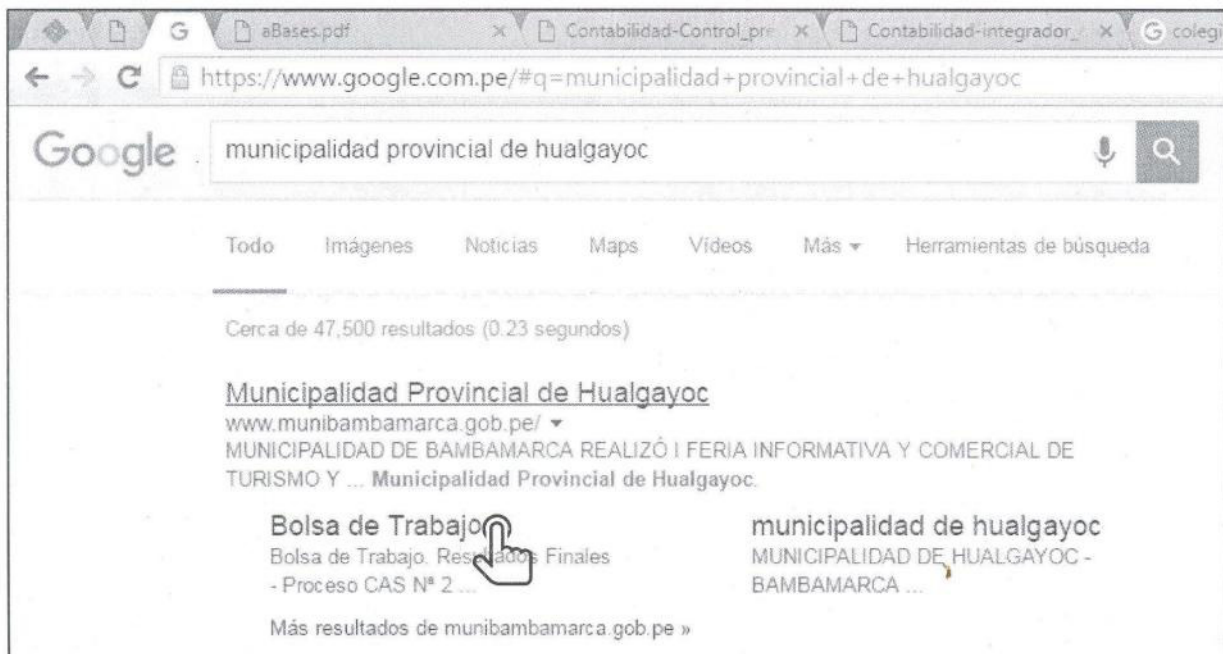 G aBases.pdf Contabilidad-Control_pre Contabilidad-integrador_ G colegi
https://www.google.com.pe/#q=municipalidad+provincial+de+hualgayoc
Google municipalidad provincial de hualgayoc
Todo Imágenes Noticias Maps Vídeos Más Herramientas de búsqueda
Cerca de 47,500 resultados (0.23 segundos)
Municipalidad Provincial de Hualgayoc
www.munibambamarca.gob.pe/
MUNICIPALIDAD DE BAMBAMARCA REALIZÓ I FERIA INFORMATIVA Y COMERCIAL DE
TURISMO Y ... Municipalidad Provincial de Hualgayoc.
Bolsa de Trabajo
Bolsa de Trabajo. Resultados Finales
- Proceso CAS Nª 2 ...
municipalidad de hualgayoc
MUNICIPALIDAD DE HUALGAYOC -
BAMBAMARCA ...
Más resultados de munibambamarca.gob.pe »